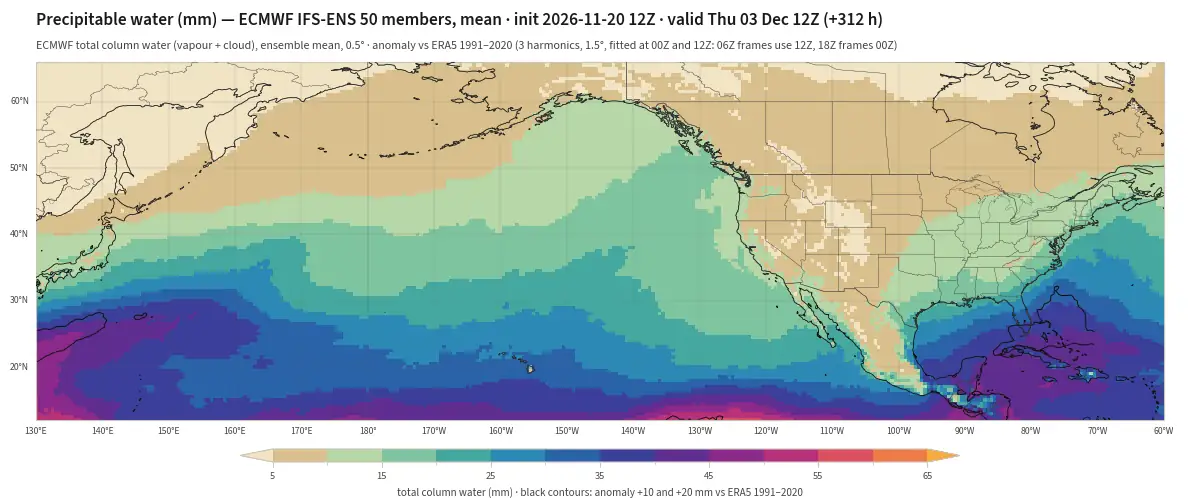 Precipitable water (mm) — ECMWF IFS-ENS 50 members, mean · init 2026-11-20 12Z · valid Thu 03 Dec 12Z (+312 h)
ECMWF total column water (vapour + cloud), ensemble mean, 0.5° · anomaly vs ERA5 1991–2020 (3 harmonics, 1.5°, fitted at 00Z and 12Z: 06Z frames use 12Z, 18Z frames 00Z)
60°N
50°N
40°N
30°N
20°N
130°E 140°E 150°E 160°E 170°E 180° 170°W 160°W 150°W 140°W 130°W 120°W 110°W 100°W 90°W 80°W 70°W 60°W
5 15 25 35 45 55 65
total column water (mm) · black contours: anomaly +10 and +20 mm vs ERA5 1991–2020